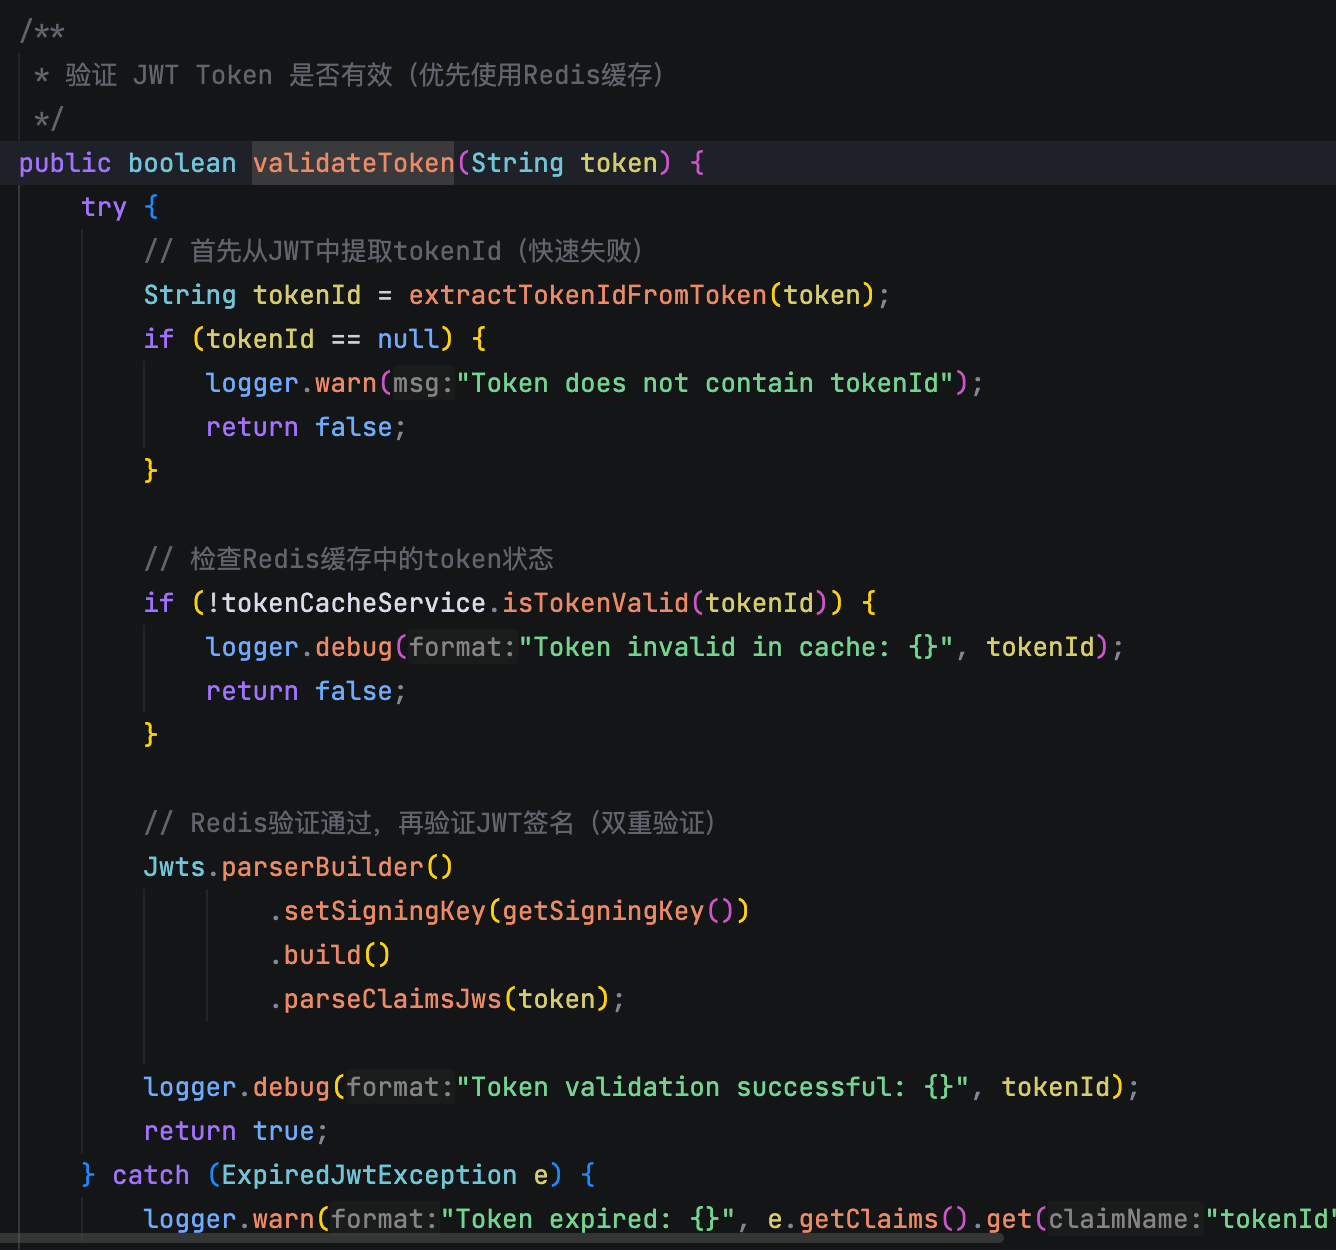 /**
* 验证 JWT Token 是否有效（优先使用Redis缓存）
*/
public boolean validateToken(String token) {
try {
// 首先从JWT中提取tokenId（快速失败）
String tokenId = extractTokenIdFromToken(token);
if (tokenId == null) {
logger.warn(msg:"Token does not contain tokenId");
return false;
}
// 检查Redis缓存中的token状态
if (!tokenCacheService.isTokenValid(tokenId)) {
logger.debug(format:"Token invalid in cache: {}", tokenId);
return false;
}
// Redis验证通过，再验证JWT签名（双重验证）
Jwts.parserBuilder()
.setSigningKey(getSigningKey())
.build()
.parseClaimsJws(token);
logger.debug(format:"Token validation successful: {}", tokenId);
return true;
} catch (ExpiredJwtException e) {
logger.warn(format:"Token expired: {}", e.getClaims().get(claimName:"tokenId"